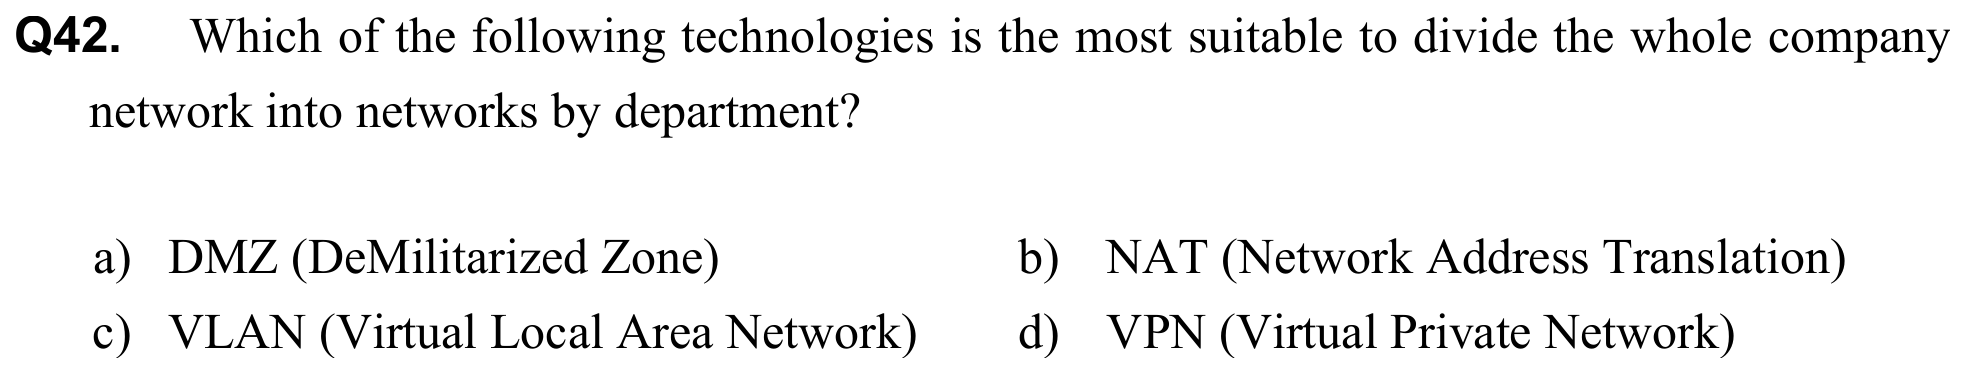 Q42. Which of the following technologies is the most suitable to divide the whole company
network into networks by department?
a) DMZ (DeMilitarized Zone) b) NAT (Network Address Translation)
c) VLAN (Virtual Local Area Network) d) VPN (Virtual Private Network)